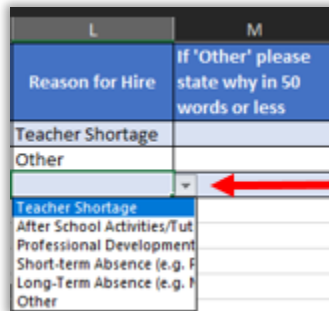 L M
Reason for Hire
If 'Other' please
state why in 50
words or less
Teacher Shortage
Other
Teacher Shortage
After School Activities/Tut
Professional Development
Short-term Absence (e.g.
Long-Term Absence (e.g.
Other